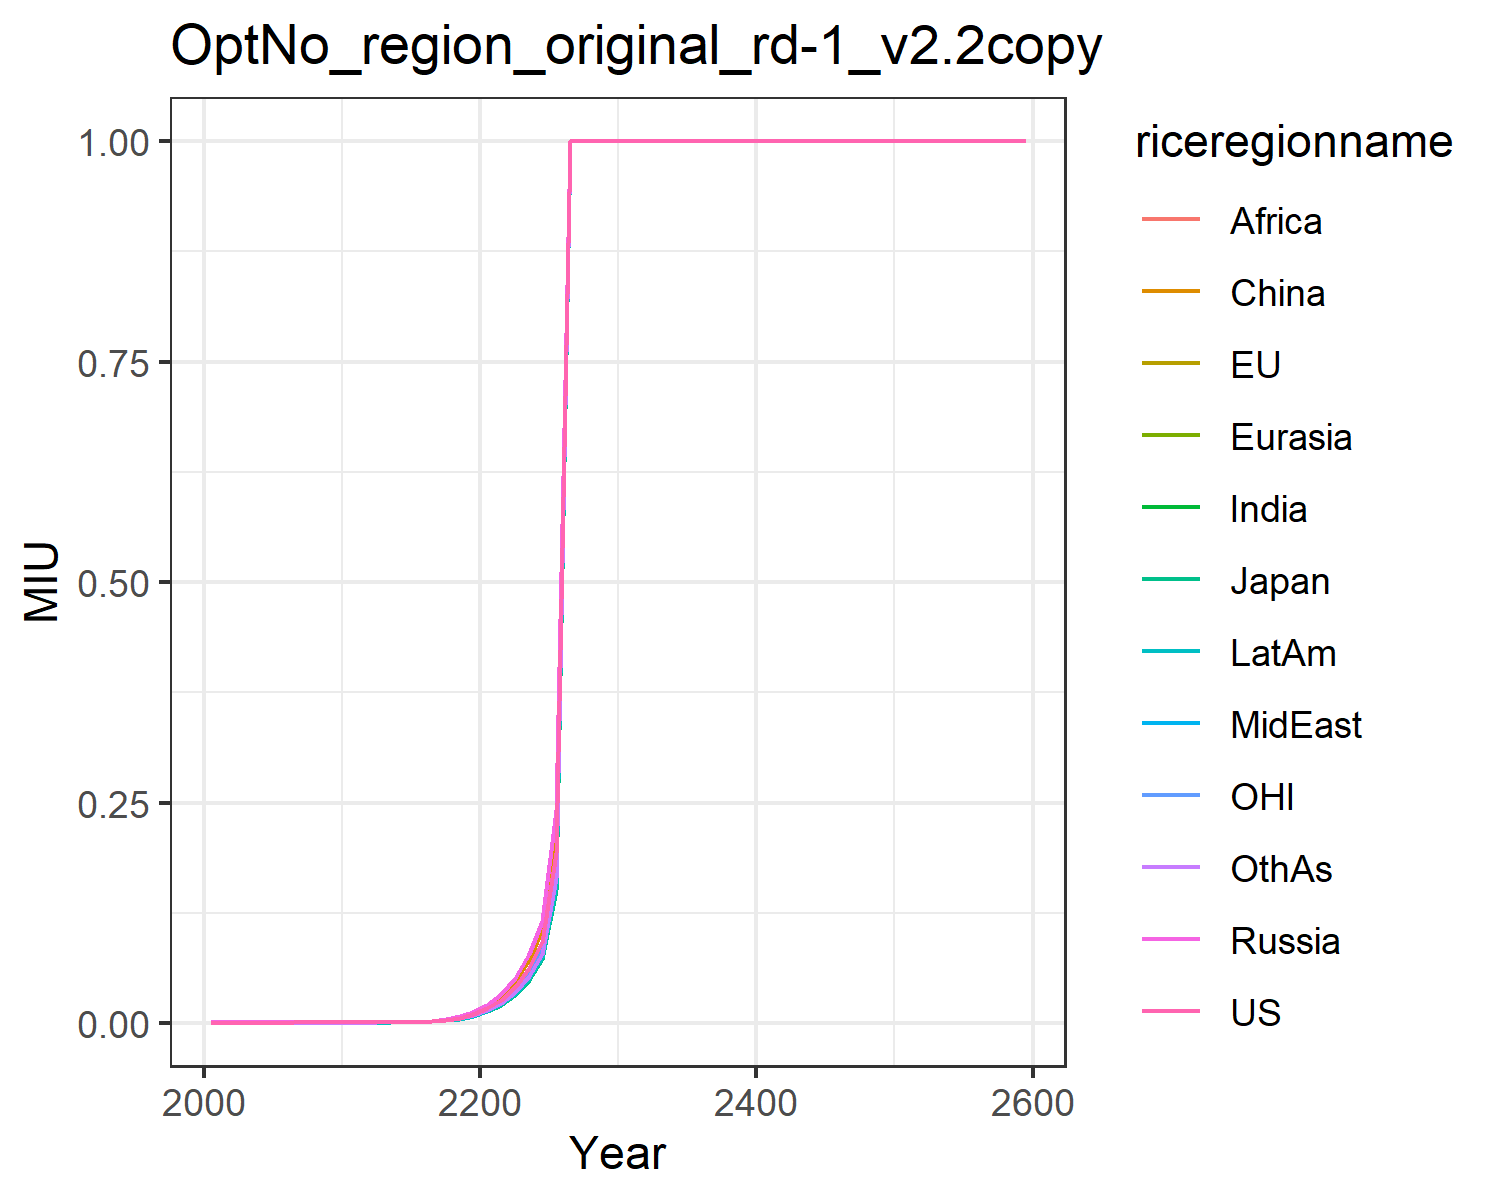 OptNo_region_original_rd-1_v2.2copy
MIU
1.00
0.75
0.50
0.25
0.00
2000
2200
2400
2600
Year
riceregionname
Africa
China
EU
Eurasia
India
Japan
LatAm
MidEast
OHI
OthAs
Russia
US